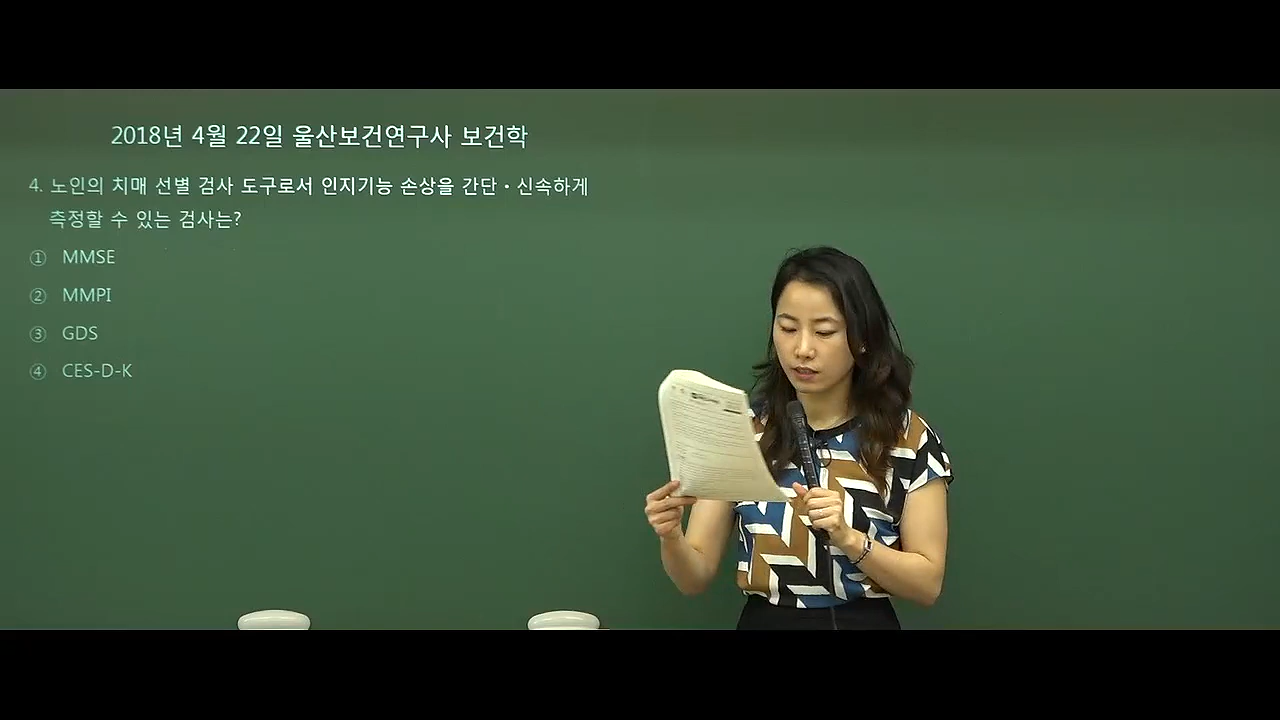 2018년 4월 22일 울산보건연구사 보건학
4. 노인의 치매 선별 검사 도구로서 인지기능 손상을 간단·신속하게
측정할 수 있는 검사는?
① MMSE
② MMPI
③ GDS
④ CES-D-K